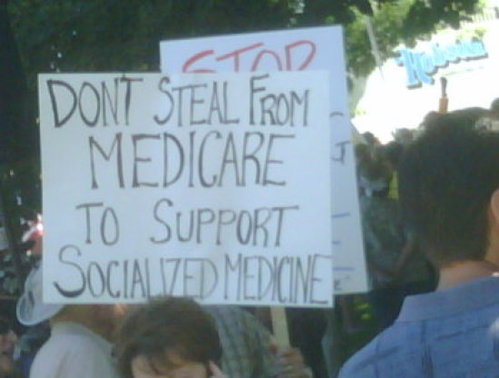 STOP
DONT STEAL FROM
MEDICARE
TO SUPPORT
SOCIALIZED MEDICINE